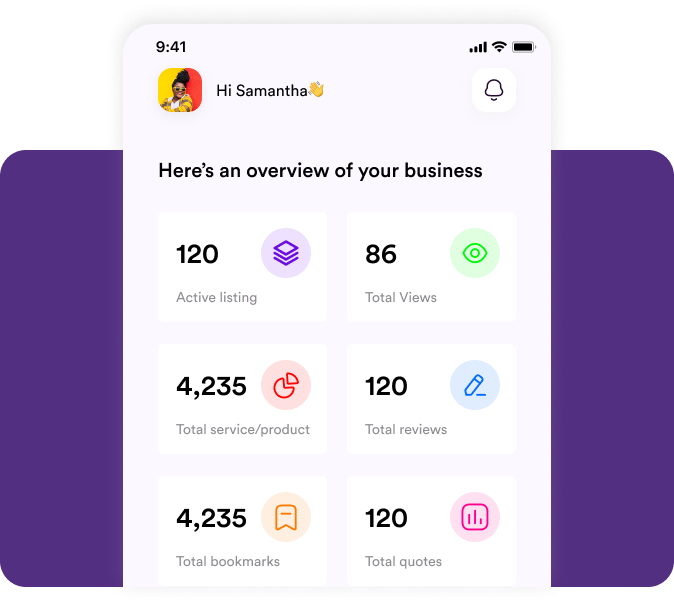 9:41
Hi Samantha👋
Here’s an overview of your business
120
Active listing
86
Total Views
4,235
Total service/product
120
Total reviews
4,235
Total bookmarks
120
Total quotes